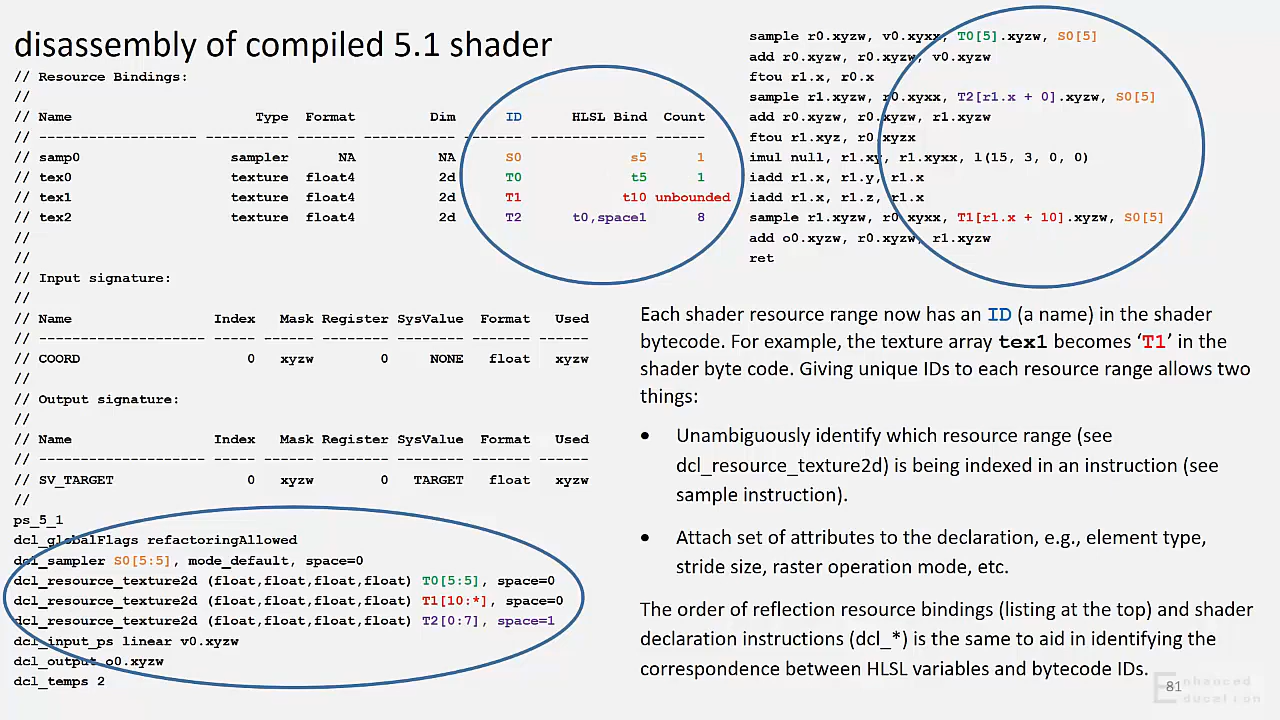 disassembly of compiled 5.1 shader
// Resource Bindings:
//
// Name Type Format Dim ID HLSL Bind Count
// -------------------- ---------- ------- ----------- ------- -------------- ------
// samp0 sampler NA NA S0 s5 1
// tex0 texture float4 2d T0 t5 1
// tex1 texture float4 2d T1 t10 unbounded
// tex2 texture float4 2d T2 t0,space1 8
//
//
// Input signature:
//
// Name Index Mask Register SysValue Format Used
// -------------------- ----- ------ -------- -------- ------- ------
// COORD 0 xyzw 0 NONE float xyzw
//
// Output signature:
//
// Name Index Mask Register SysValue Format Used
// -------------------- ----- ------ -------- -------- ------- ------
// SV_TARGET 0 xyzw 0 TARGET float xyzw
//
ps_5_1
dcl_globalFlags refactoringAllowed
dcl_sampler S0[5:5], mode_default, space=0
dcl_resource_texture2d (float,float,float,float) T0[5:5], space=0
dcl_resource_texture2d (float,float,float,float) T1[10:*], space=0
dcl_resource_texture2d (float,float,float,float) T2[0:7], space=1
dcl_input_ps linear v0.xyzw
dcl_output o0.xyzw
dcl_temps 2
sample r0.xyzw, v0.xyxx, T0[5].xyzw, S0[5]
add r0.xyzw, r0.xyzw, v0.xyzw
ftou r1.x, r0.x
sample r1.xyzw, r0.xyxx, T2[r1.x + 0].xyzw, S0[5]
add r0.xyzw, r0.xyzw, r1.xyzw
ftou r1.xyz, r0.xyzx
imul null, r1.xy, r1.xyxx, l(15, 3, 0, 0)
iadd r1.x, r1.y, r1.x
iadd r1.x, r1.z, r1.x
sample r1.xyzw, r0.xyxx, T1[r1.x + 10].xyzw, S0[5]
add o0.xyzw, r0.xyzw, r1.xyzw
ret
Each shader resource range now has an ID (a name) in the shader
bytecode. For example, the texture array tex1 becomes ‘T1’ in the
shader byte code. Giving unique IDs to each resource range allows two
things:
• Unambiguously identify which resource range (see
dcl_resource_texture2d) is being indexed in an instruction (see
sample instruction).
• Attach set of attributes to the declaration, e.g., element type,
stride size, raster operation mode, etc.
The order of reflection resource bindings (listing at the top) and shader
declaration instructions (dcl_*) is the same to aid in identifying the
correspondence between HLSL variables and bytecode IDs.
81
Enhanced
Education